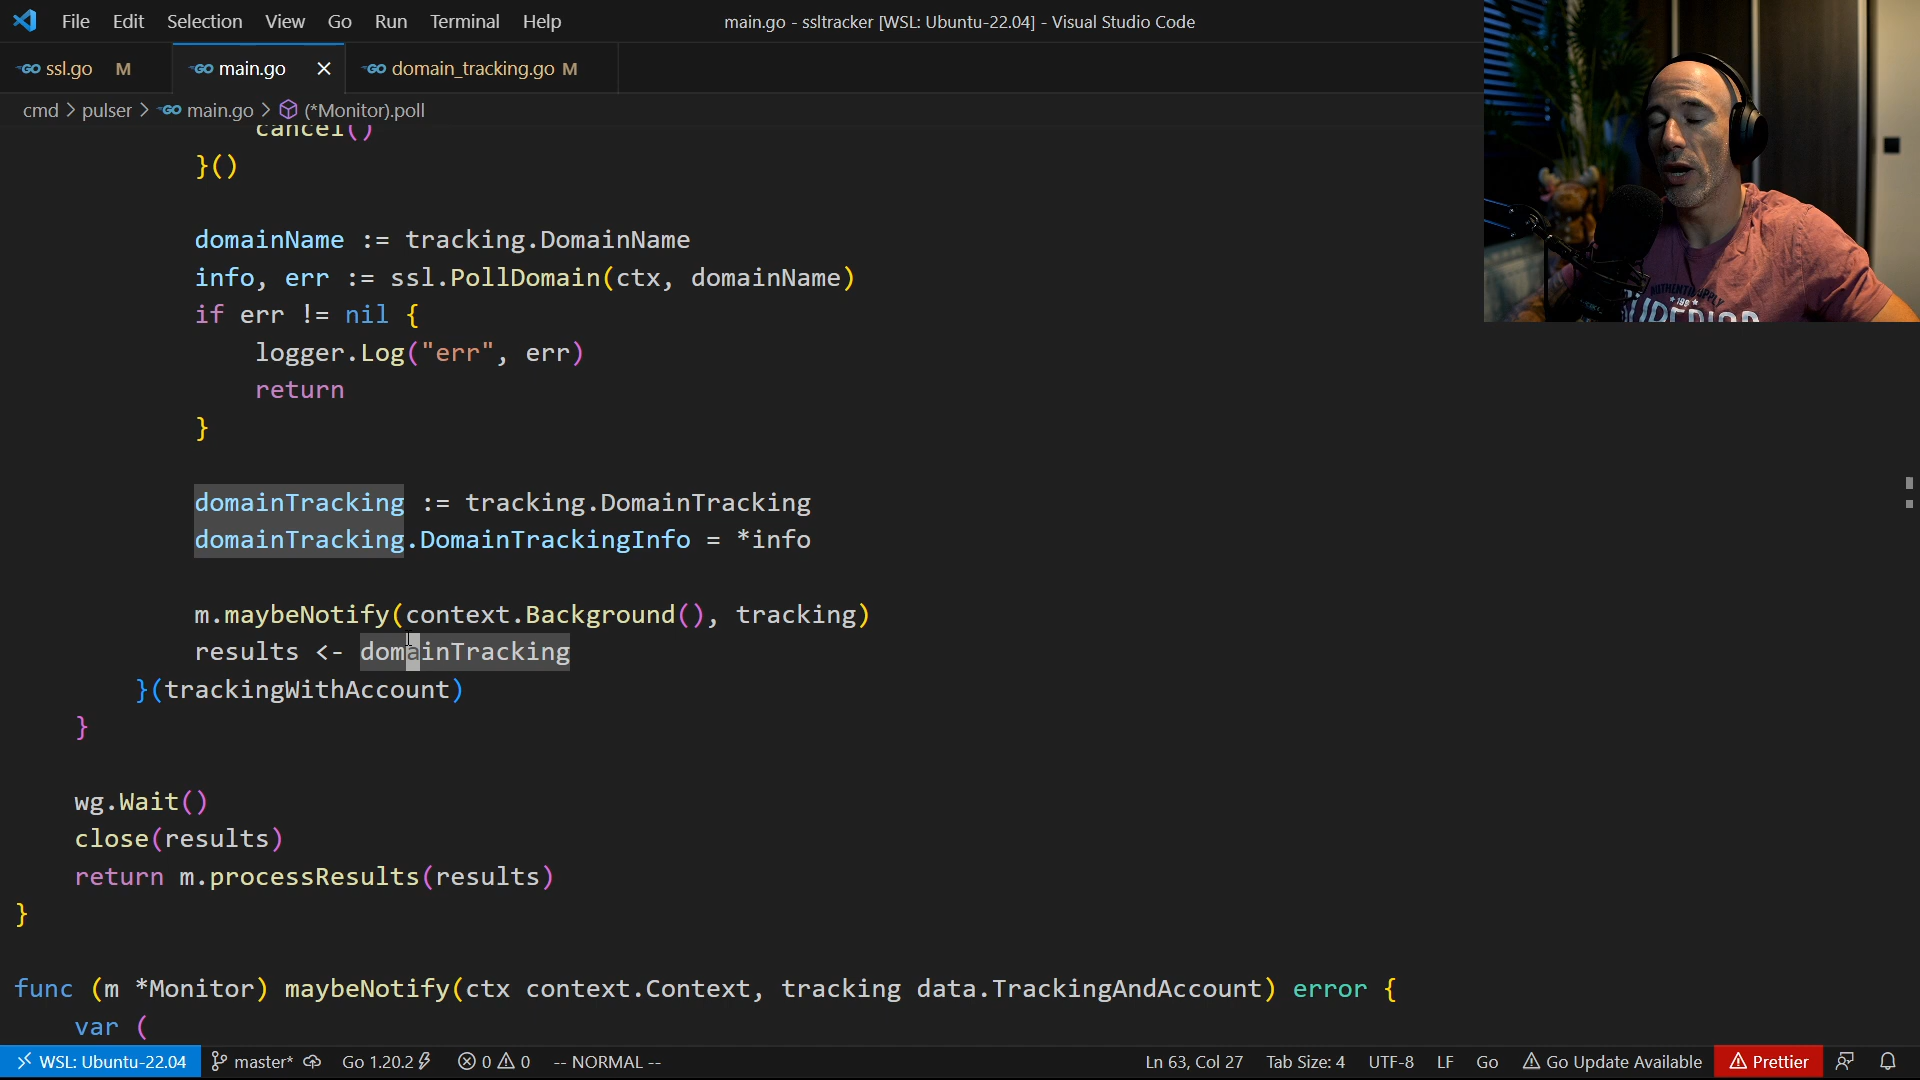 File Edit Selection View Go Run Terminal Help
main.go - ssltracker [WSL: Ubuntu-22.04] - Visual Studio Code
GO ssl.go M
GO main.go
GO domain_tracking.go M
cmd > pulser > GO main.go > (*Monitor).poll
cancel()
}()
domainName := tracking.DomainName
info, err := ssl.PollDomain(ctx, domainName)
if err != nil {
logger.Log("err", err)
return
}
domainTracking := tracking.DomainTracking
domainTracking.DomainTrackingInfo = *info
m.maybeNotify(context.Background(), tracking)
results <- domainTracking
}(trackingWithAccount)
}
wg.Wait()
close(results)
return m.processResults(results)
}
func (m *Monitor) maybeNotify(ctx context.Context, tracking data.TrackingAndAccount) error {
var (
WSL: Ubuntu-22.04 master* Go 1.20.2 0 0 -- NORMAL -- Ln 63, Col 27 Tab Size: 4 UTF-8 LF Go Go Update Available Prettier